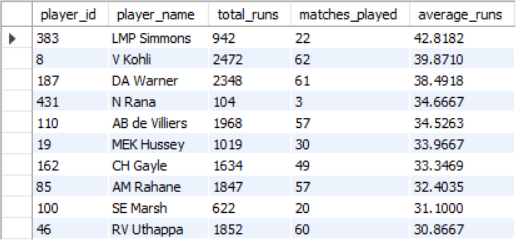 player_id player_name total_runs matches_played average_runs
383 LMP Simmons 942 22 42.8182
8 V Kohli 2472 62 39.8710
187 DA Warner 2348 61 38.4918
431 N Rana 104 3 34.6667
110 AB de Villiers 1968 57 34.5263
19 MEK Hussey 1019 30 33.9667
162 CH Gayle 1634 49 33.3469
85 AM Rahane 1847 57 32.4035
100 SE Marsh 622 20 31.1000
46 RV Uthappa 1852 60 30.8667